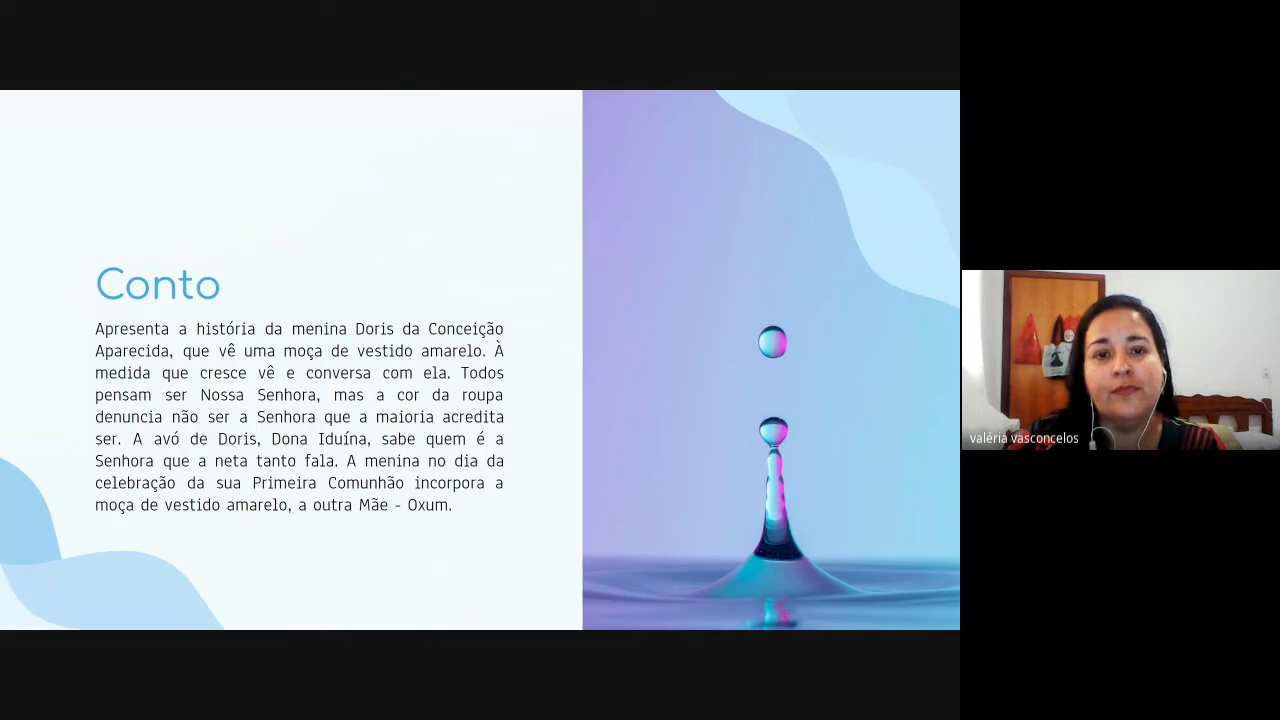 Conto
Apresenta a história da menina Doris da Conceição
Aparecida, que vê uma moça de vestido amarelo. À
medida que cresce vê e conversa com ela. Todos
pensam ser Nossa Senhora, mas a cor da roupa
denuncia não ser a Senhora que a maioria acredita
ser. A avó de Doris, Dona Iduína, sabe quem é a
Senhora que a neta tanto fala. A menina no dia da
celebração da sua Primeira Comunhão incorpora a
moça de vestido amarelo, a outra Mãe - Oxum.
valéria vasconcelos